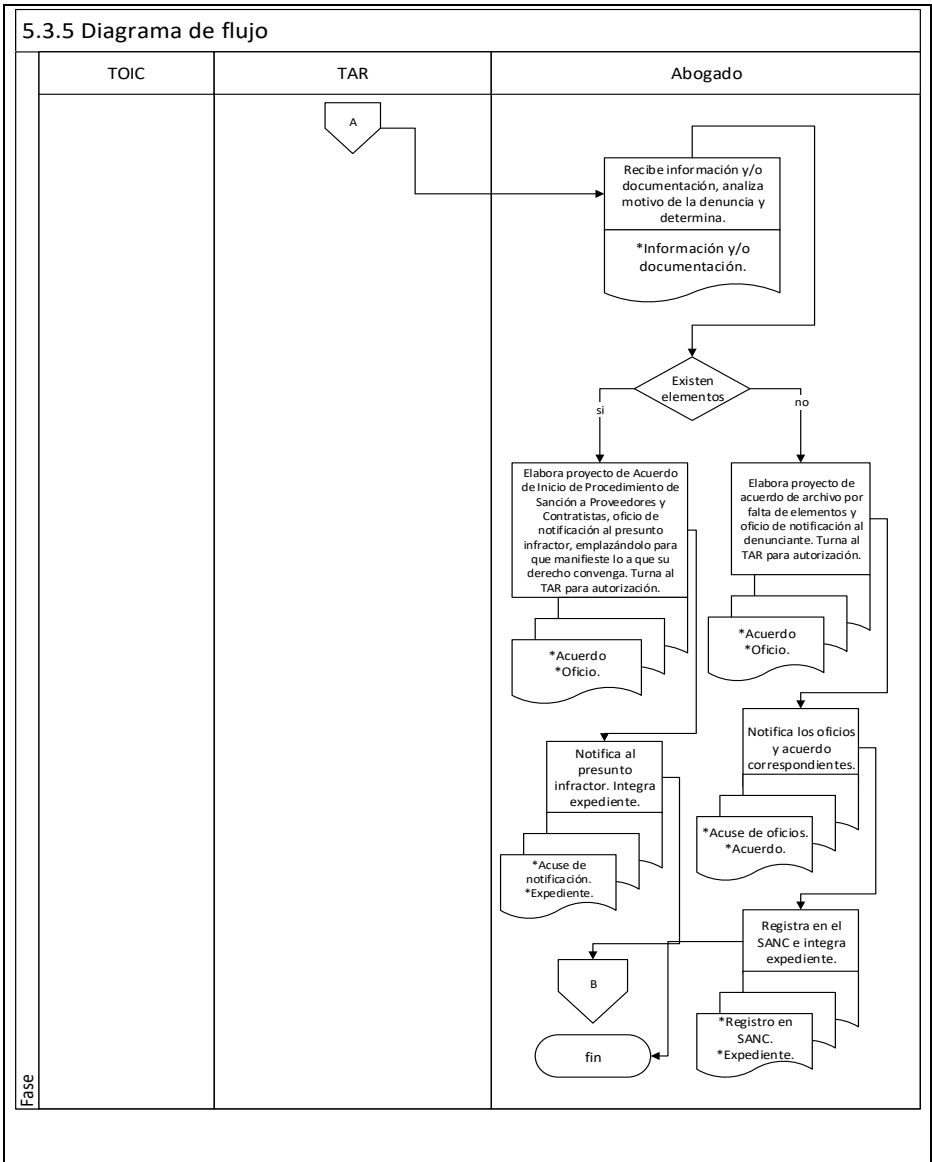 5.3.5 Diagrama de flujo
TOIC
TAR
Abogado
A
Recibe información y/o
documentación, analiza
motivo de la denuncia y
determina.
*Información y/o
documentación.
Existen
elementos
si
no
Elabora proyecto de Acuerdo
de Inicio de Procedimiento de
Sanción a Proveedores y
Contratistas, oficio de
notificación al presunto
infractor, emplazándolo para
que manifieste lo a que su
derecho convenga. Turna al
TAR para autorización.
*Acuerdo
*Oficio.
Elabora proyecto de
acuerdo de archivo por
falta de elementos y
oficio de notificación al
denunciante. Turna al
TAR para autorización.
*Acuerdo
*Oficio.
Notifica al
presunto
infractor. Integra
expediente.
*Acuse de
notificación.
*Expediente.
Notifica los oficios
y acuerdo
correspondientes.
*Acuse de oficios.
*Acuerdo.
Registra en el
SANC e integra
expediente.
*Registro en
SANC.
*Expediente.
B
fin
Fase